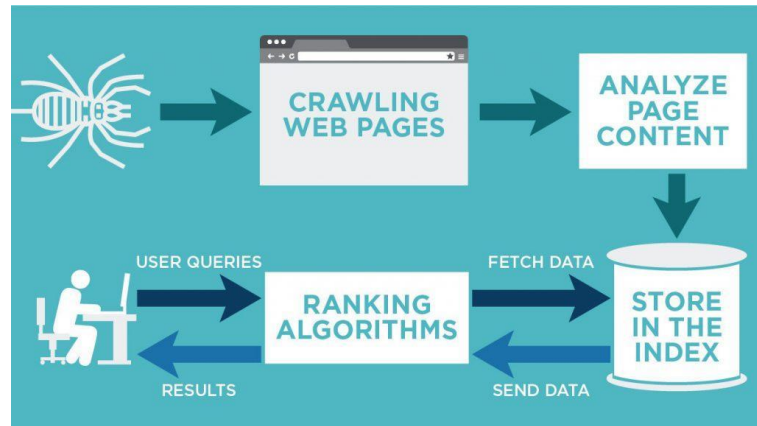 CRAWLING
WEB PAGES
ANALYZE
PAGE
CONTENT
USER QUERIES
FETCH DATA
RANKING
ALGORITHMS
STORE
IN THE
INDEX
RESULTS
SEND DATA